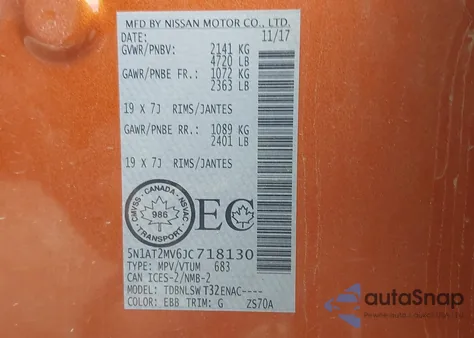 MFD BY NISSAN MOTOR CO., LTD.
DATE: 11/17
GVWR/PNBV: 2141 KG
4720 LB
GAWR/PNBE FR.: 1072 KG
2363 LB
19 X 7J RIMS/JANTES
GAWR/PNBE RR.: 1089 KG
2401 LB
19 X 7J RIMS/JANTES
CMVSS - CANADA - NSVAC
986
TRANSPORT
EC
5N1AT2MV6JC718130
TYPE: MPV/VTUM 683
CAN ICES-2/NMB-2
MODEL: TDBNLSWT32ENAC----
COLOR: EBB TRIM: G ZS70A
autoSnap